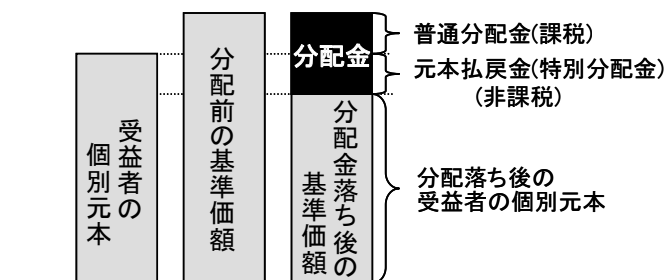 受益者の
個別元本
分配前の基準価額
分配金
分配金落ち後の
基準価額
普通分配金(課税)
元本払戻金(特別分配金)
(非課税)
分配落ち後の
受益者の個別元本